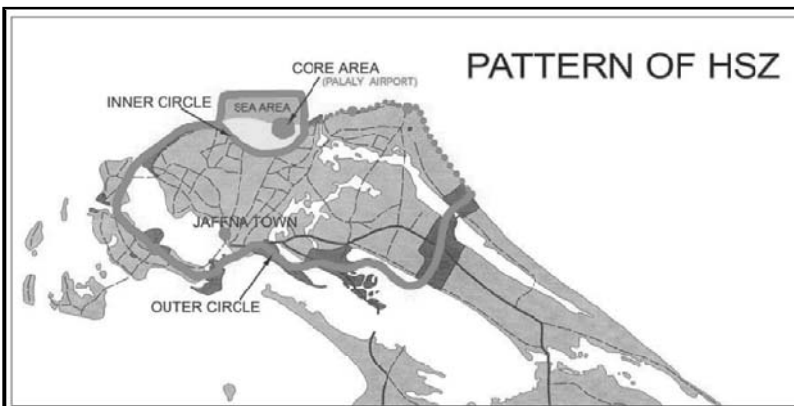 PATTERN OF HSZ
CORE AREA
(PALALY AIRPORT)
INNER CIRCLE
SEA AREA
JAFFNA TOWN
OUTER CIRCLE